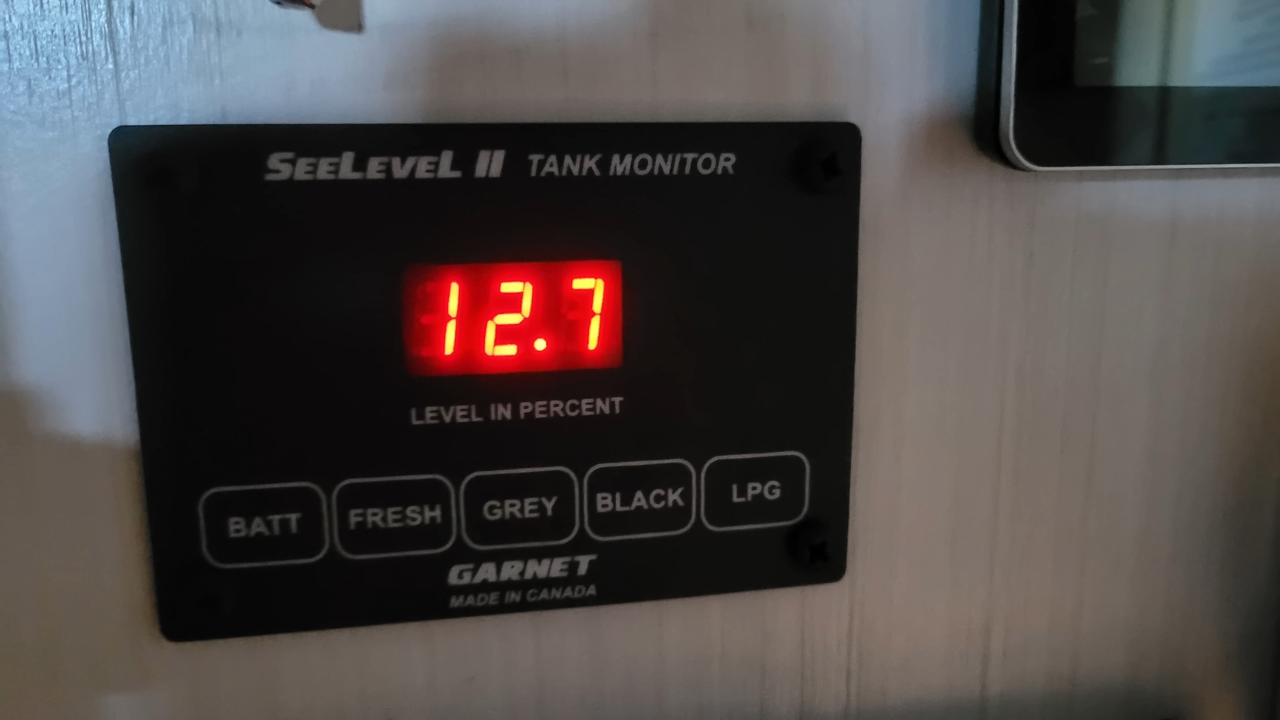 SEELEVEL II TANK MONITOR
12.7
LEVEL IN PERCENT
BATT FRESH GREY BLACK LPG
GARNET
MADE IN CANADA